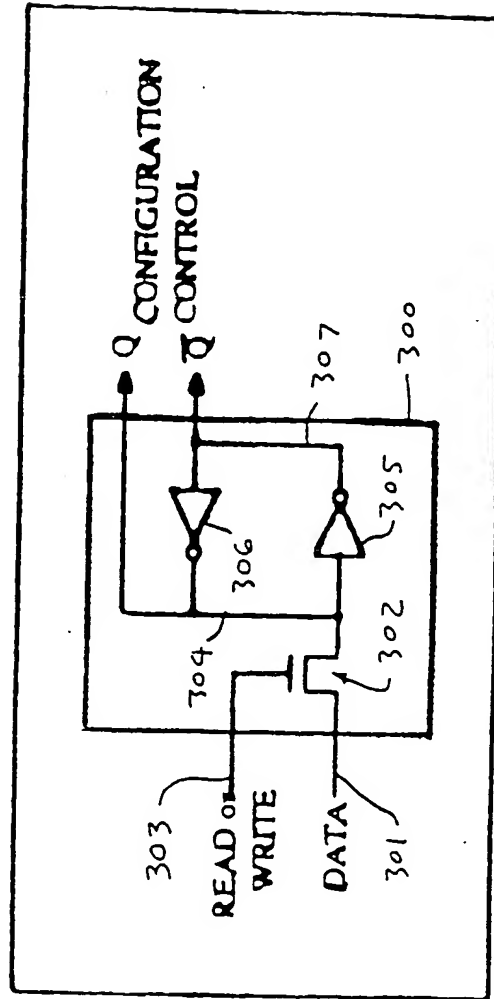 Q
CONFIGURATION
CONTROL
Q̅
307
300
306
305
304
302
303
READ or
WRITE
DATA
301